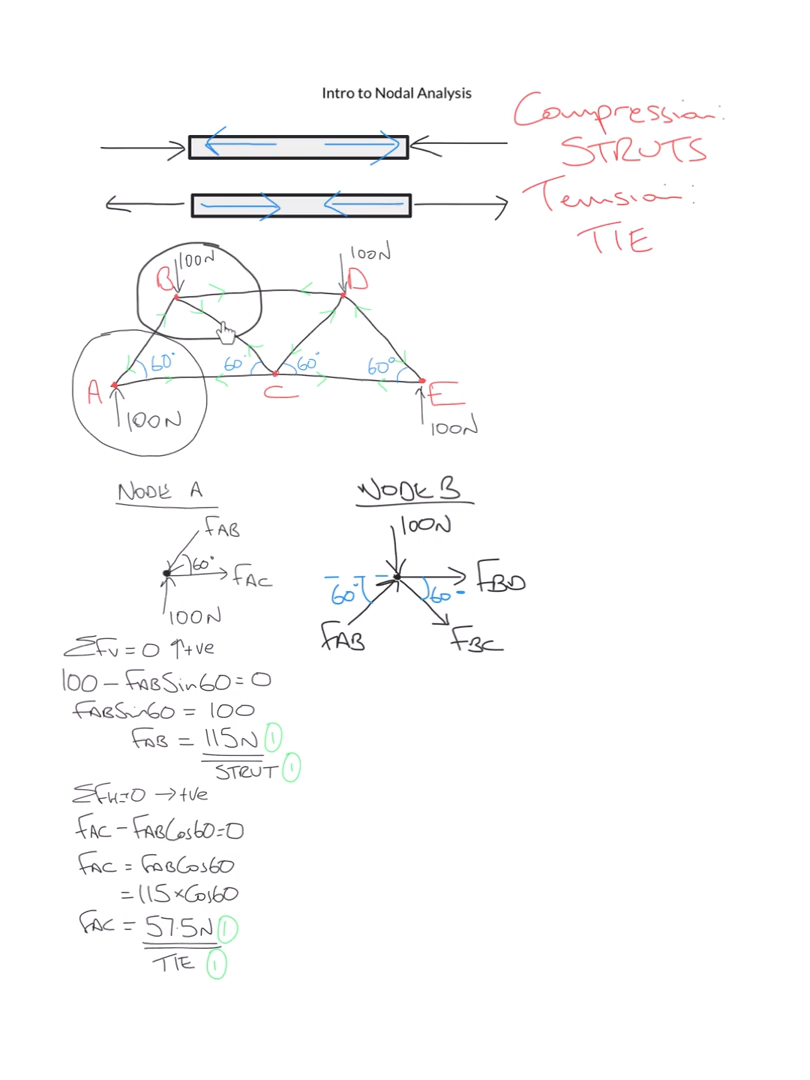 Intro to Nodal Analysis
Compression:
STRUTS
Tension:
TIE
100N
100N
B
D
60°
60°
60°
60°
A
C
E
100N
100N
NODE A
FAB
60°
FAC
100N
ΣFv = 0 ↑+ve
100 - FABSin60 = 0
FABSin60 = 100
FAB = 115N 1
STRUT 1
ΣFH=0 →+ve
FAC - FABCos60=0
FAC = FABCos60
= 115 × Cos60
FAC = 57.5N 1
TIE 1
NODE B
100N
FBD
60°
60°
FAB
FBC